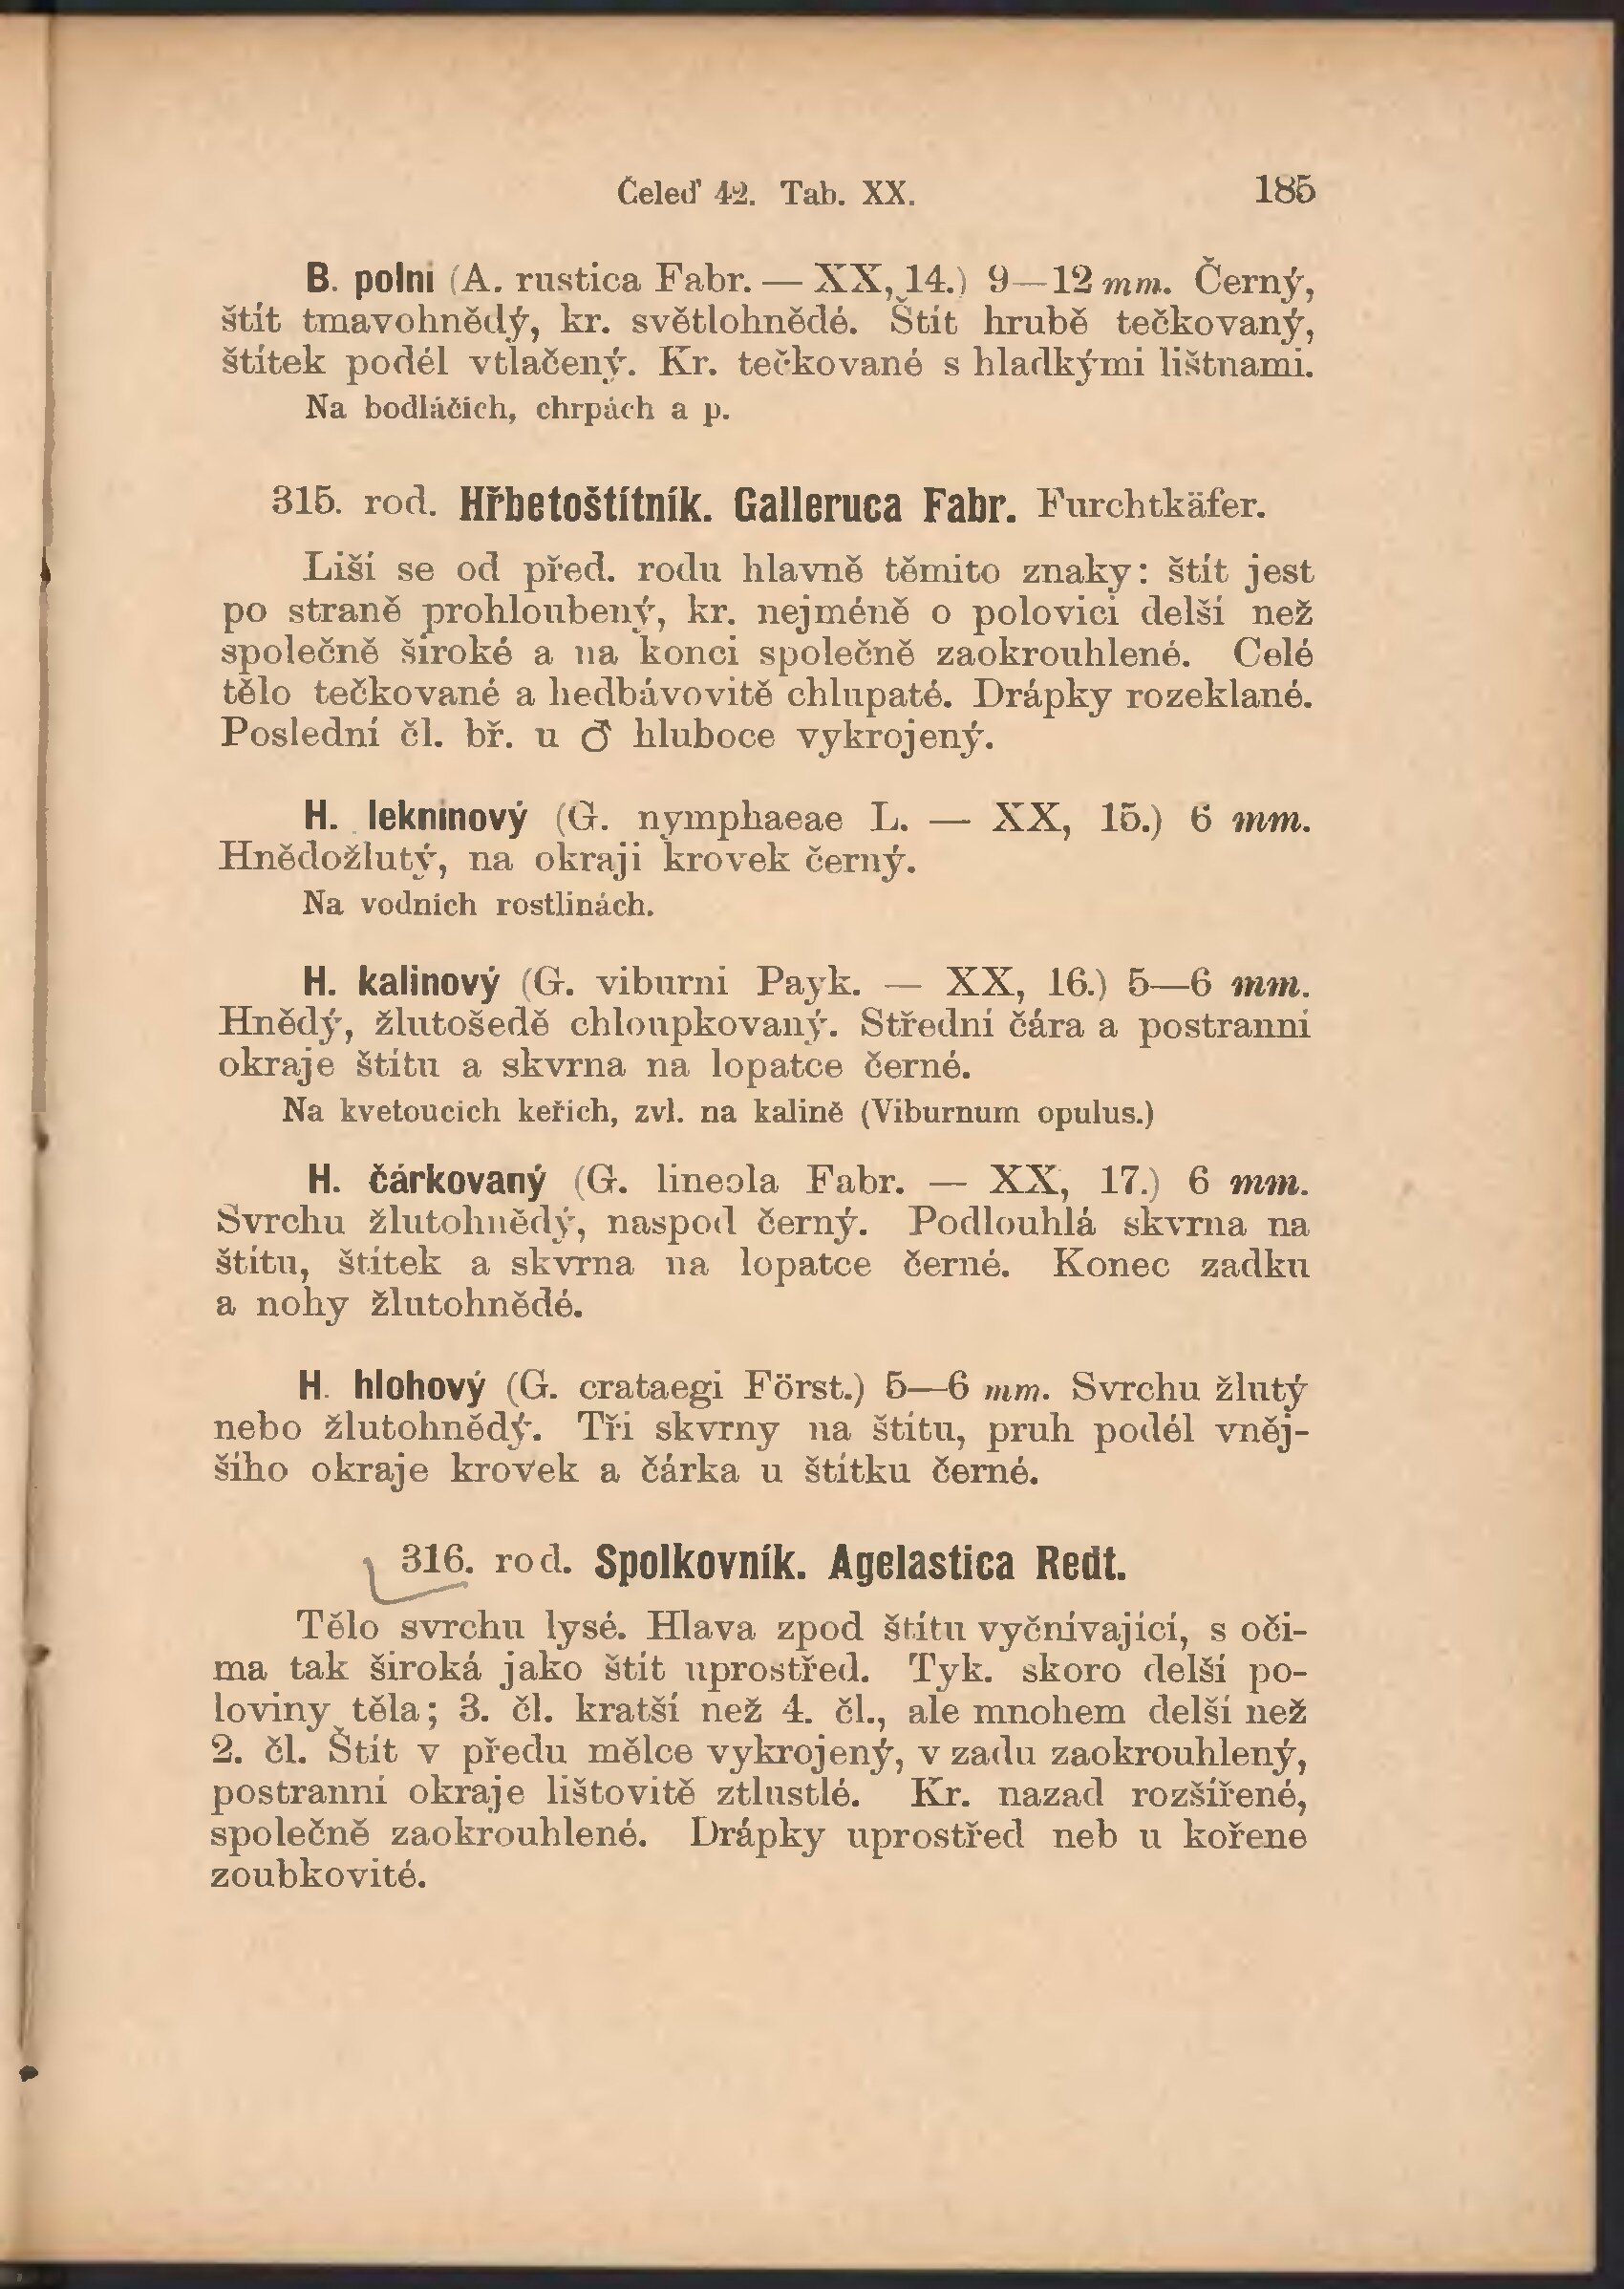 Čeleď 42. Tab. XX. 185
B. polni (A. rustica Fabr. — XX, 14.) 9—12 mm. Černý,
štít tmavohnědý, kr. světlohnědé. Štít hrubě tečkovaný,
štítek podél vtlačený. Kr. tečkované s hladkými lištnami.
Na bodláčích, chrpách a p.
315. rod. Hřbetoštítník. Galleruca Fabr. Furchtkäfer.
Liší se od před. rodu hlavně těmito znaky: štít jest
po straně prohloubený, kr. nejméně o polovici delší než
společně široké a na konci společně zaokrouhlené. Celé
tělo tečkované a hedbávovitě chlupaté. Drápky rozeklané.
Poslední čl. bř. u ♂ hluboce vykrojený.
H. lekninový (G. nymphaeae L. — XX, 15.) 6 mm.
Hnědožlutý, na okraji krovek černý.
Na vodních rostlinách.
H. kalinový (G. viburni Payk. — XX, 16.) 5—6 mm.
Hnědý, žlutošedě chloupkovaný. Střední čára a postranní
okraje štítu a skvrna na lopatce černé.
Na kvetoucích keřích, zvl. na kalině (Viburnum opulus.)
H. čárkovaný (G. lineola Fabr. — XX, 17.) 6 mm.
Svrchu žlutohnědý, naspod černý. Podlouhlá skvrna na
štítu, štítek a skvrna na lopatce černé. Konec zadku
a nohy žlutohnědé.
H. hlohový (G. crataegi Först.) 5—6 mm. Svrchu žlutý
nebo žlutohnědý. Tři skvrny na štítu, pruh podél vněj-
šího okraje krovek a čárka u štítku černé.
316. rod. Spolkovník. Agelastica Redt.
Tělo svrchu lysé. Hlava zpod štítu vyčnívající, s oči-
ma tak široká jako štít uprostřed. Tyk. skoro delší po-
loviny těla; 3. čl. kratší než 4. čl., ale mnohem delší než
2. čl. Štít v předu mělce vykrojený, v zadu zaokrouhlený,
postranní okraje lištovitě ztlustlé. Kr. nazad rozšířené,
společně zaokrouhlené. Drápky uprostřed neb u kořene
zoubkovité.